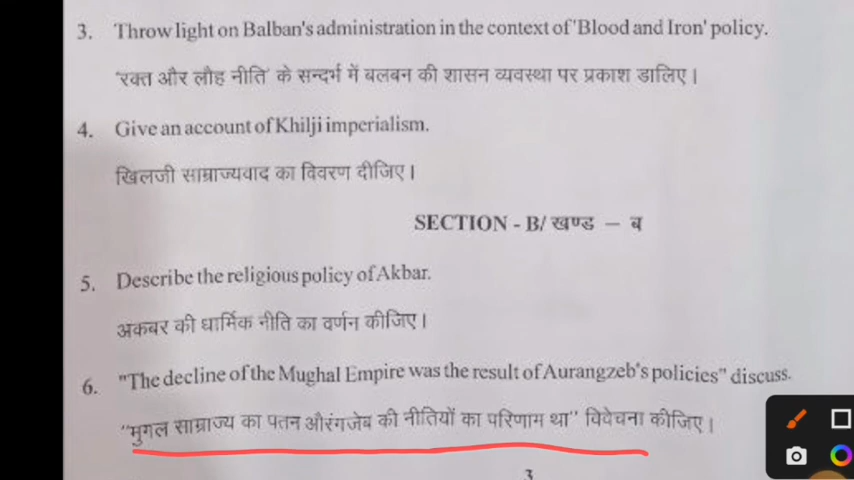 3. Throw light on Balban's administration in the context of 'Blood and Iron' policy.
'रक्त और लौह नीति' के सन्दर्भ में बलबन की शासन व्यवस्था पर प्रकाश डालिए।
4. Give an account of Khilji imperialism.
खिलजी साम्राज्यवाद का विवरण दीजिए।
SECTION - B/ खण्ड – ब
5. Describe the religious policy of Akbar.
अकबर की धार्मिक नीति का वर्णन कीजिए।
6. "The decline of the Mughal Empire was the result of Aurangzeb's policies" discuss.
"मुगल साम्राज्य का पतन औरंगजेब की नीतियों का परिणाम था" विवेचना कीजिए।
3